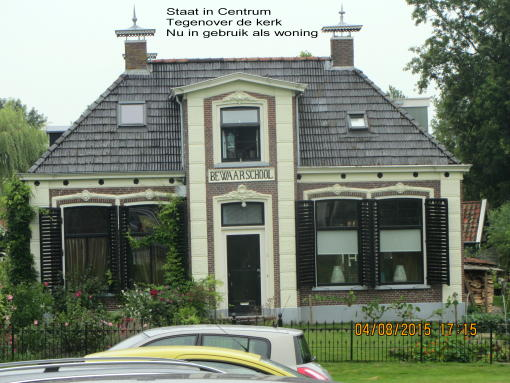 Staat in Centrum
Tegenover de kerk
Nu in gebruik als woning
BEWAARSCHOOL
04/08/2015 17:15